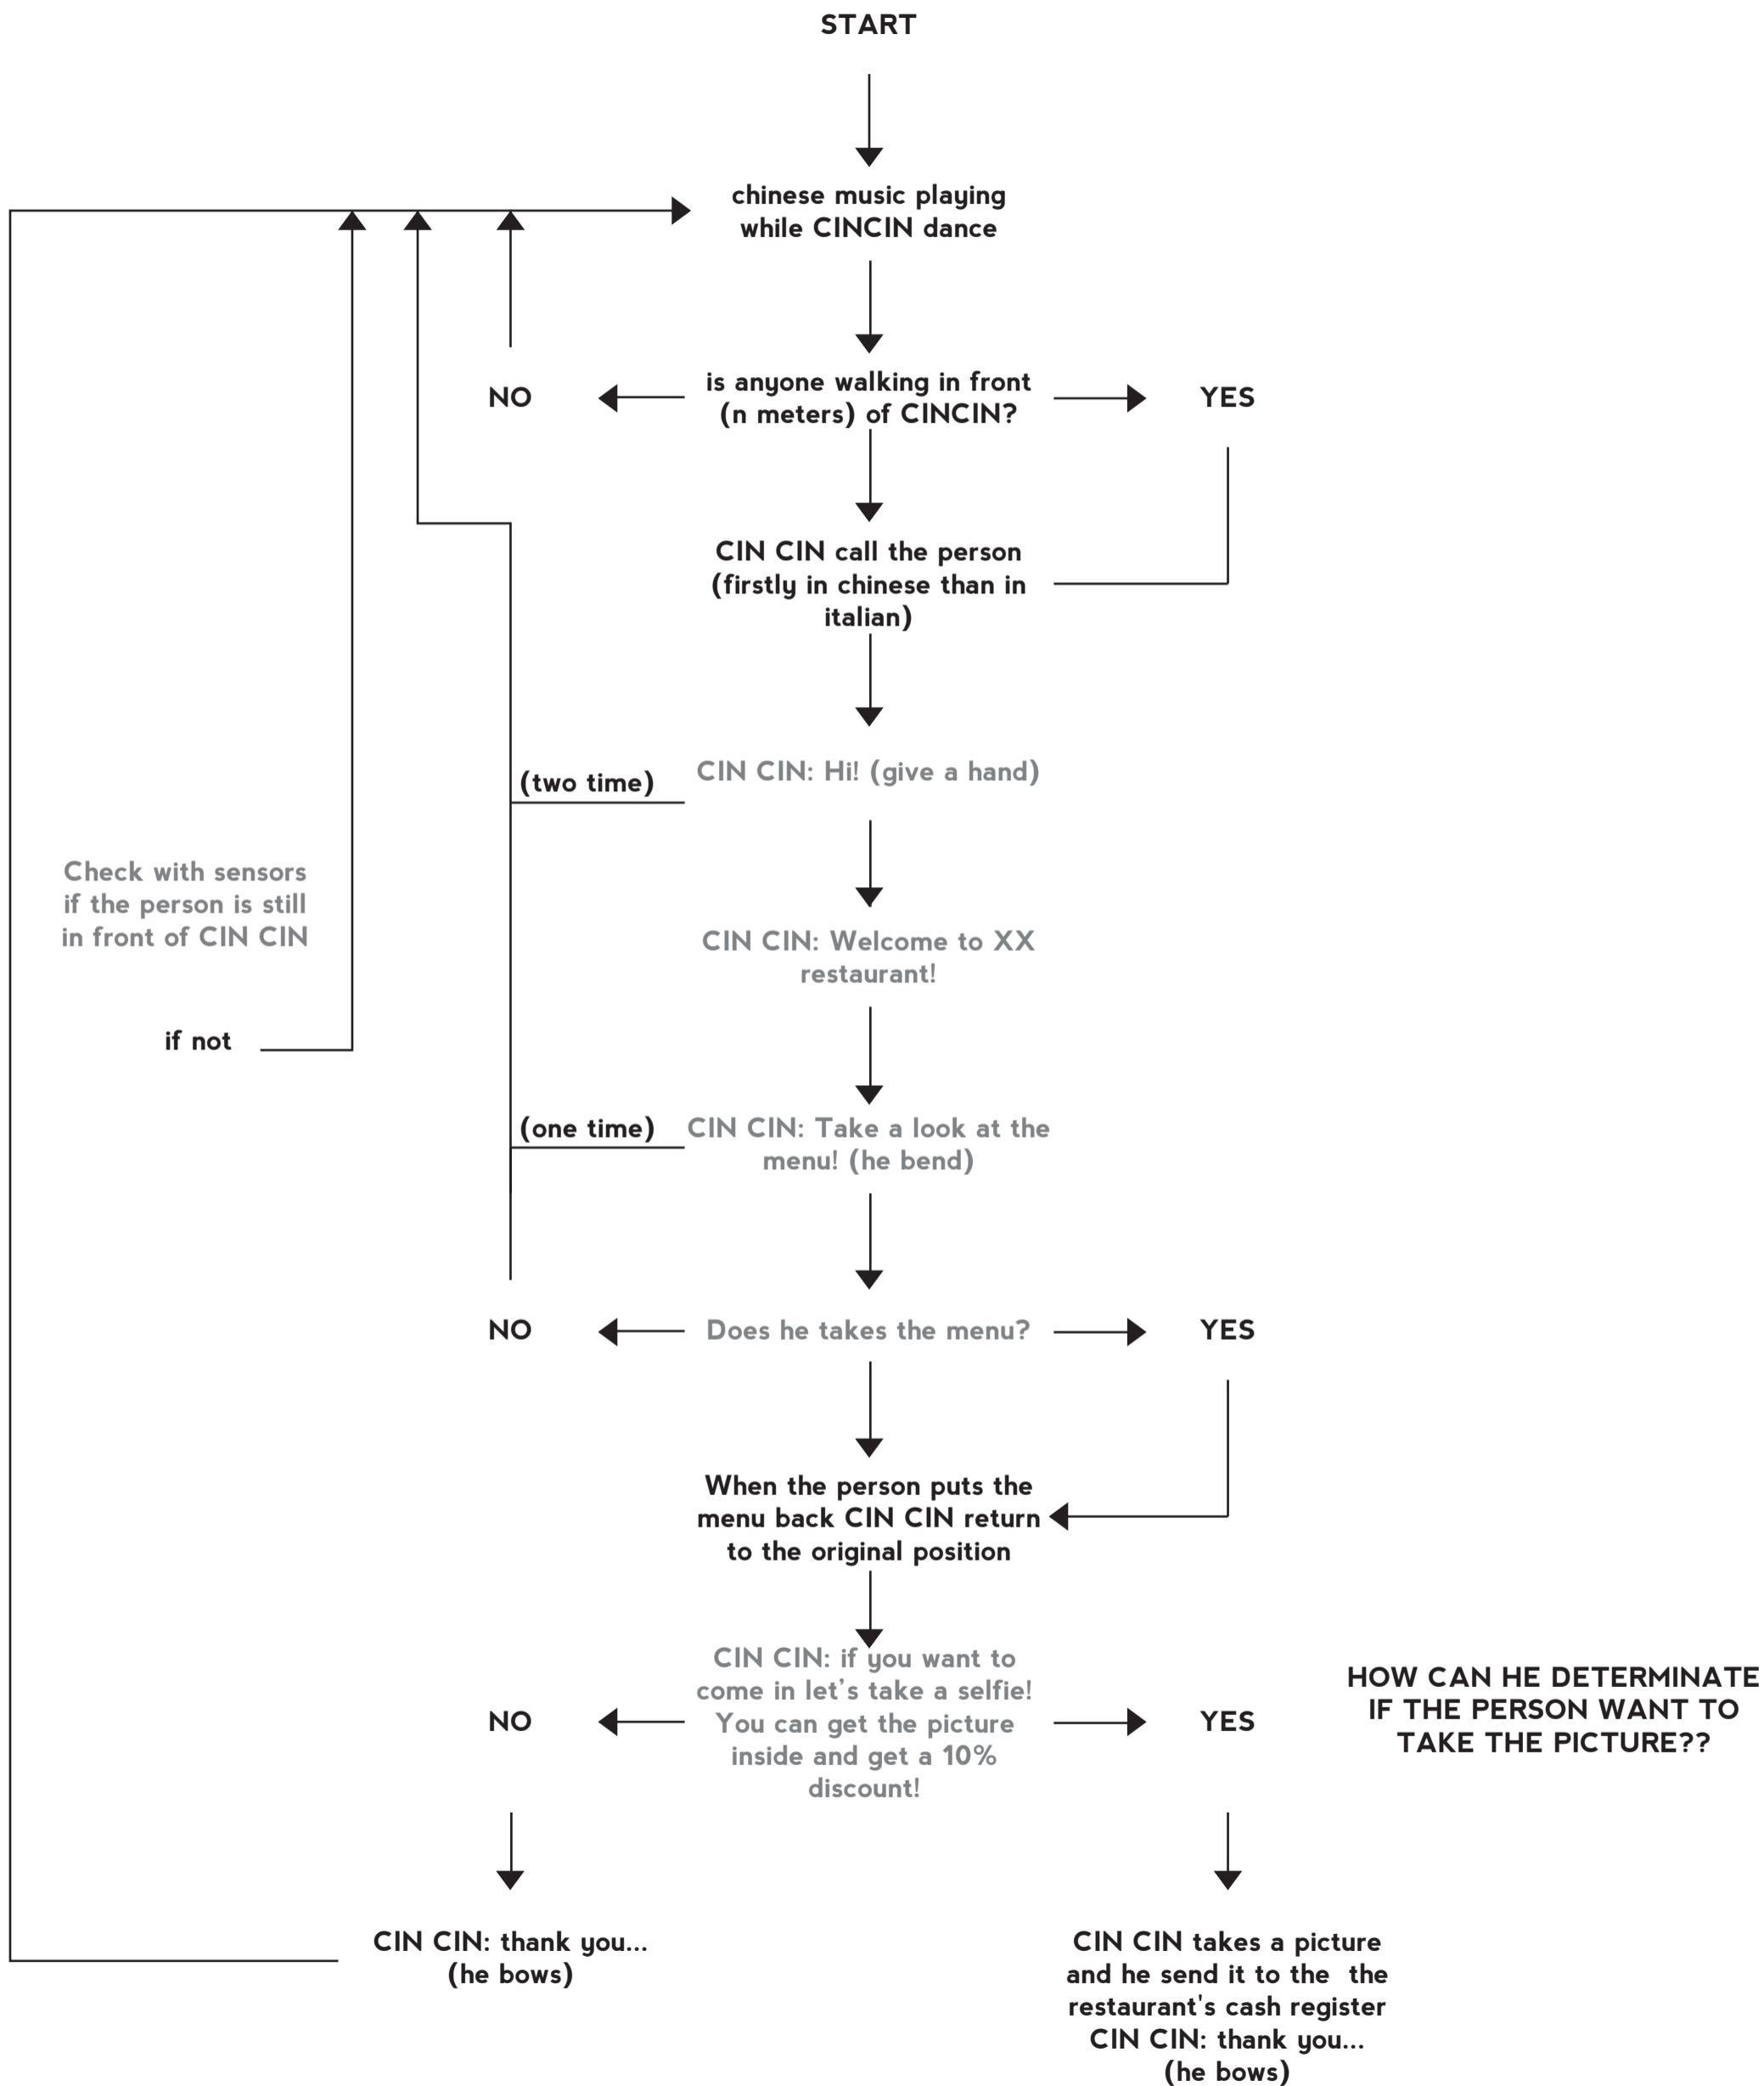 START
chinese music playing
while CINCIN dance
NO
is anyone walking in front
(n meters) of CINCIN?
YES
CIN CIN call the person
(firstly in chinese than in
italian)
(two time)
CIN CIN: Hi! (give a hand)
Check with sensors
if the person is still
in front of CIN CIN
CIN CIN: Welcome to XX
restaurant!
if not
(one time)
CIN CIN: Take a look at the
menu! (he bend)
NO
Does he takes the menu?
YES
When the person puts the
menu back CIN CIN return
to the original position
NO
CIN CIN: if you want to
come in let's take a selfie!
You can get the picture
inside and get a 10%
discount!
YES
HOW CAN HE DETERMINATE
IF THE PERSON WANT TO
TAKE THE PICTURE??
CIN CIN: thank you...
(he bows)
CIN CIN takes a picture
and he send it to the the
restaurant's cash register
CIN CIN: thank you...
(he bows)